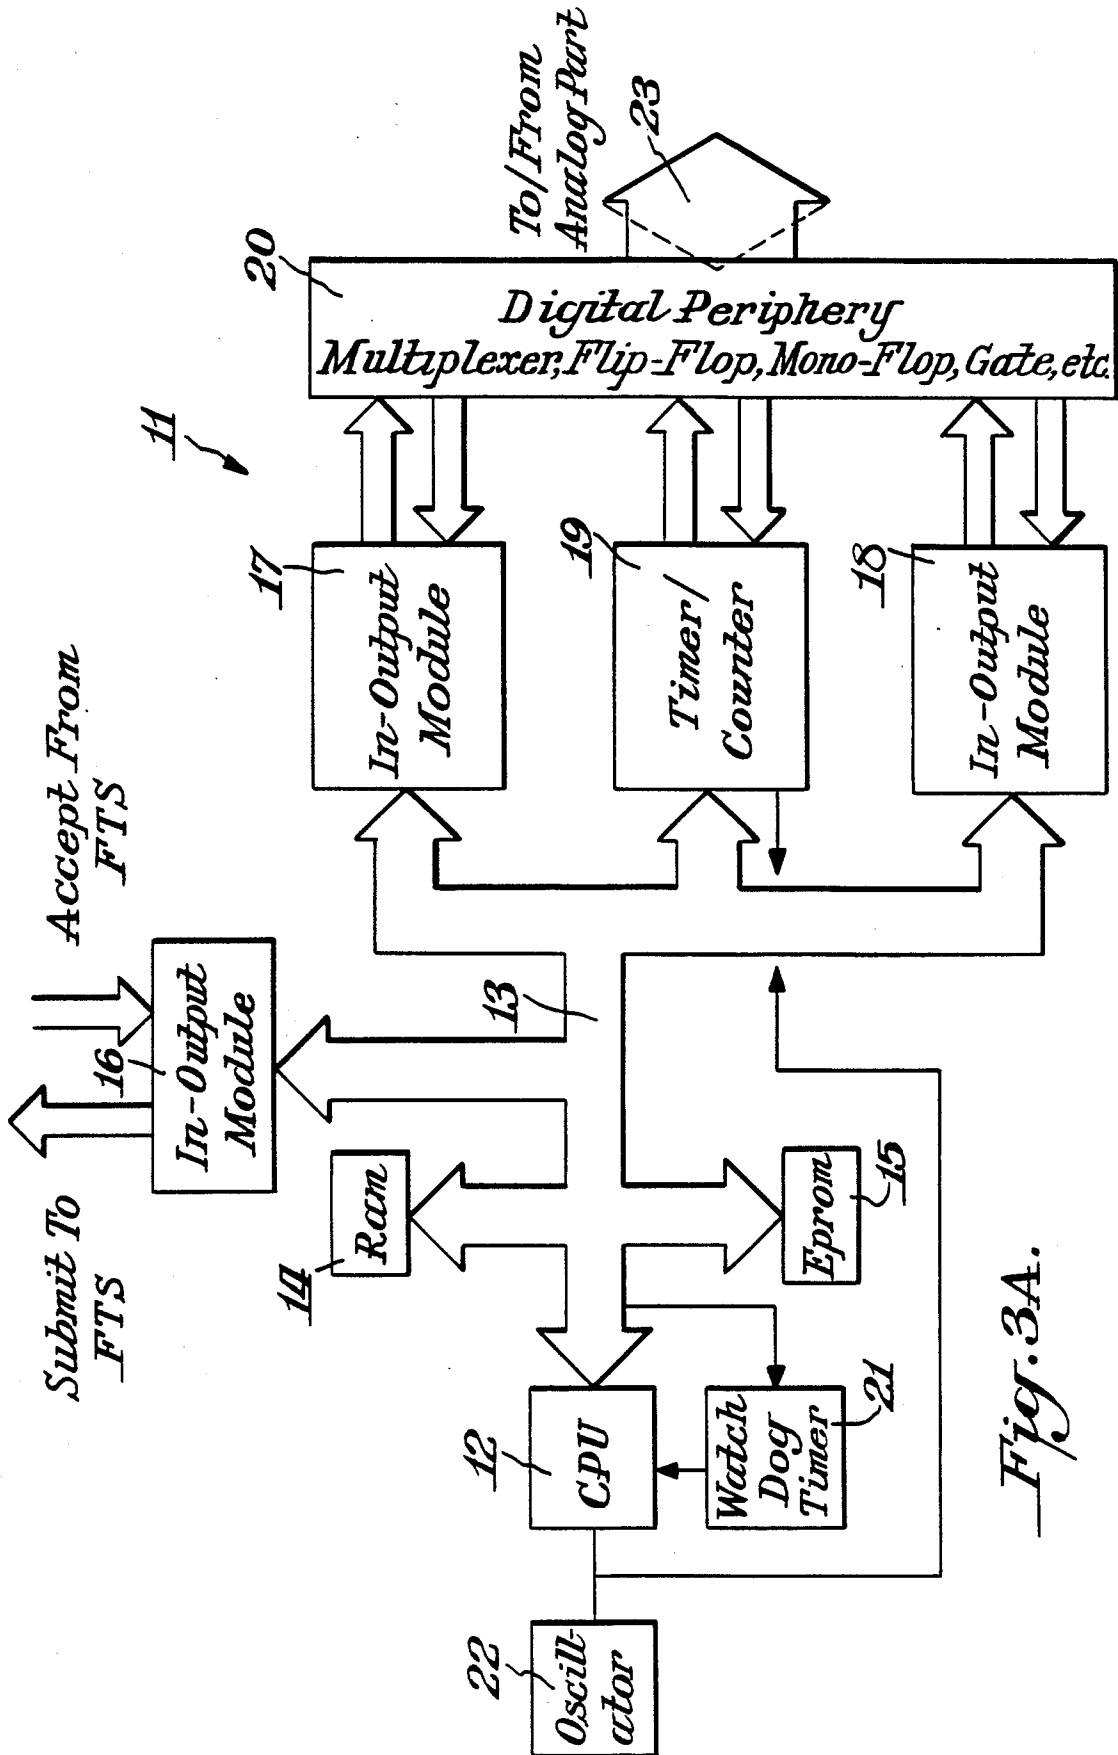 Submit To
FTS
Accept From
FTS
11
16
In-Output
Module
17
In-Output
Module
20
To/From
Analog Part
14
Ram
13
22
Oscill-
ator
12
CPU
19
Timer/
Counter
Digital Periphery
Multiplexer, Flip-Flop, Mono-Flop, Gate, etc.
23
Watch
Dog
Timer
21
Eprom
15
18
In-Output
Module
Fig. 3A.